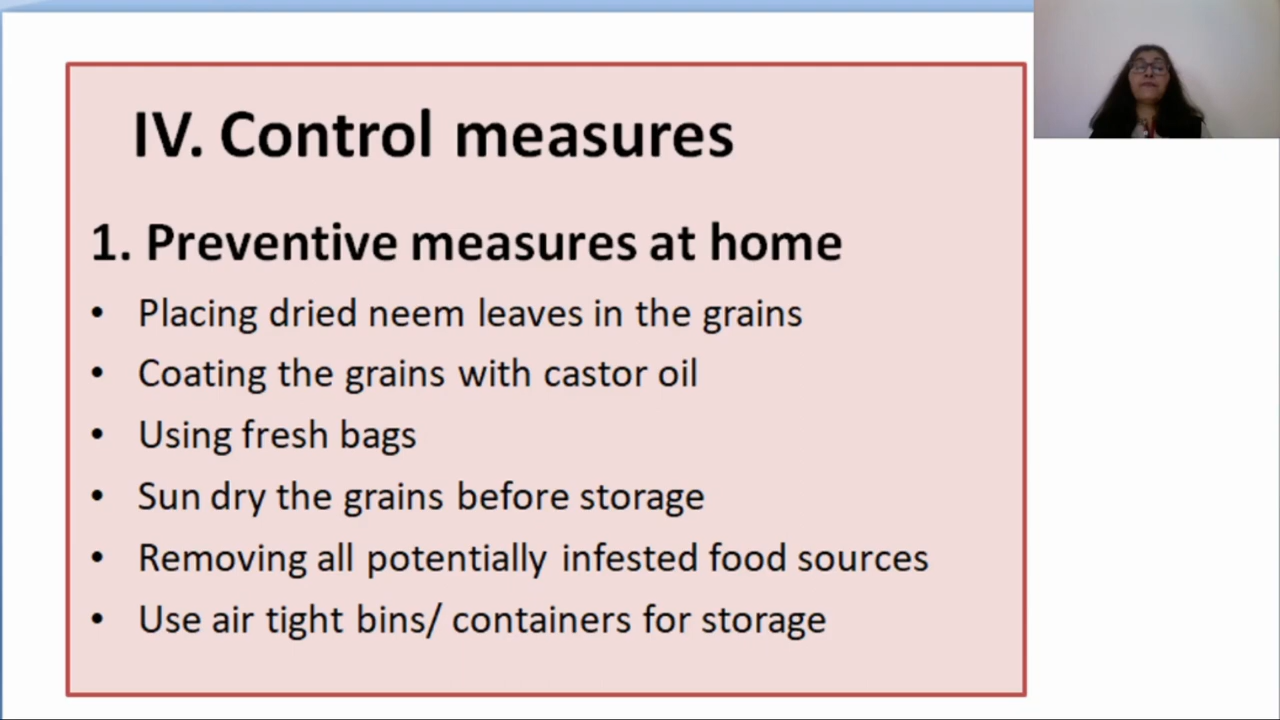 IV. Control measures
1. Preventive measures at home
• Placing dried neem leaves in the grains
• Coating the grains with castor oil
• Using fresh bags
• Sun dry the grains before storage
• Removing all potentially infested food sources
• Use air tight bins/ containers for storage